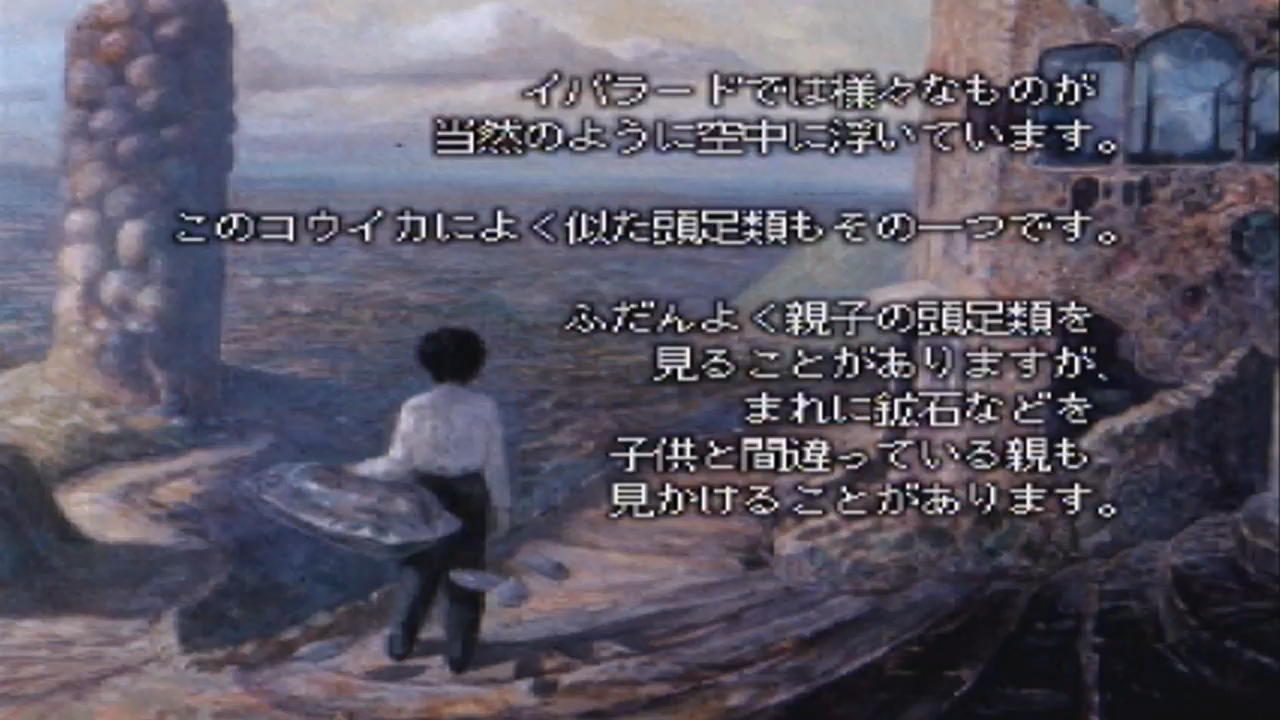 イバラードでは様々なものが
当然のように空中に浮いています。
このコウイカによく似た頭足類もその一つです。
ふだんよく親子の頭足類を
見ることがありますが、
まれに鉱石などを
子供と間違っている親も
見かけることがあります。